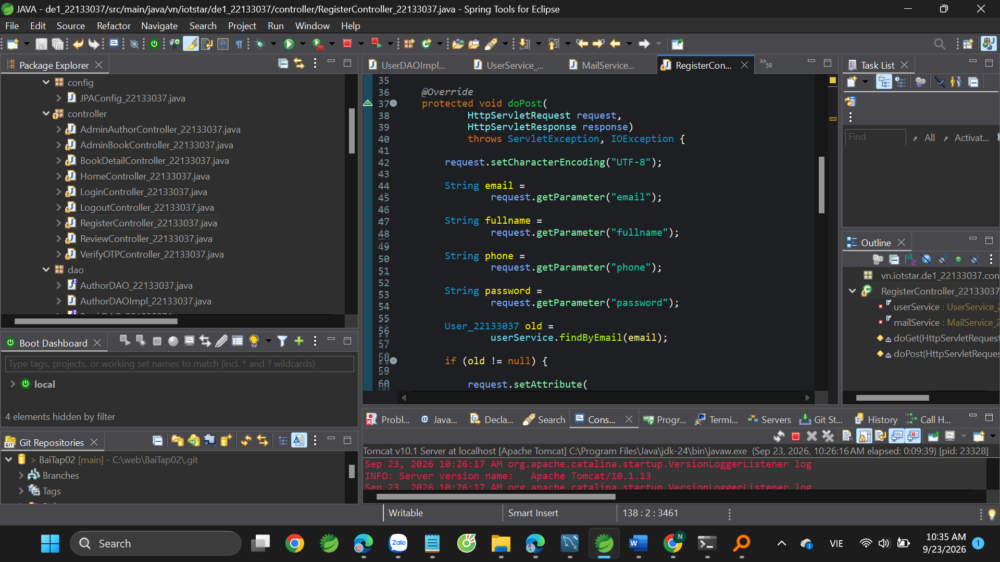 JAVA - de1_22133037/src/main/java/vn/iotstar/de1_22133037/controller/RegisterController_22133037.java - Spring Tools for Eclipse
File Edit Source Refactor Navigate Search Project Run Window Help
Package Explorer
config
JPAConfig_22133037.java
controller
AdminAuthorController_22133037.java
AdminBookController_22133037.java
BookDetailController_22133037.java
HomeController_22133037.java
LoginController_22133037.java
LogoutController_22133037.java
RegisterController_22133037.java
ReviewController_22133037.java
VerifyOTPController_22133037.java
dao
AuthorDAO_22133037.java
AuthorDAOImpl_22133037.java
Boot Dashboard
Type tags, projects, or working set names to match (incl. * and ? wildcards)
local
4 elements hidden by filter
Git Repositories
> BaiTap02 [main] - C:\web\BaiTap02\.git
Branches
Tags
UserDAOImpl... UserService_... MailService... RegisterCon... »59
35
36 @Override
37 protected void doPost(
38 HttpServletRequest request,
39 HttpServletResponse response)
40 throws ServletException, IOException {
41
42 request.setCharacterEncoding("UTF-8");
43
44 String email =
45 request.getParameter("email");
46
47 String fullname =
48 request.getParameter("fullname");
49
50 String phone =
51 request.getParameter("phone");
52
53 String password =
54 request.getParameter("password");
55
56 User_22133037 old =
57 userService.findByEmail(email);
58 if (old != null) {
59
60 request.setAttribute(
Task List
Find All Activat...
Outline
vn.iotstar.de1_22133037.con
RegisterController_22133037
userService : UserService_2
mailService : MailService_2
doGet(HttpServletRequest
doPost(HttpServletReques
Probl... Java... Decla... Search Cons... Progr... Termi... Servers Git St... History Call H...
Tomcat v10.1 Server at localhost [Apache Tomcat] C:\Program Files\Java\jdk-24\bin\javaw.exe (Sep 23, 2026, 10:26:16 AM elapsed: 0:09:39) [pid: 23328]
Sep 23, 2026 10:26:17 AM org.apache.catalina.startup.VersionLoggerListener log
INFO: Server version name: Apache Tomcat/10.1.13
Sep 23, 2026 10:26:17 AM org.apache.catalina.startup.VersionLoggerListener log
Writable Smart Insert 138 : 2 : 3461
Search
Zalo
N
VIE
10:35 AM
9/23/2026
1